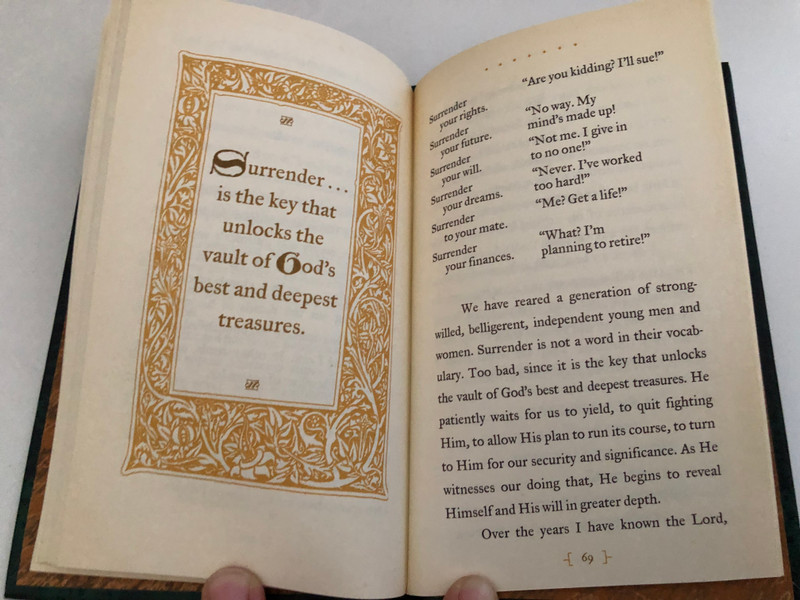 Surrender...
is the key that
unlocks the
vault of God's
best and deepest
treasures.
Surrender
your rights.
"Are you kidding? I'll sue!"
Surrender
your future.
"No way. My
mind's made up!
Surrender
your will.
"Not me. I give in
to no one!"
Surrender
your dreams.
"Never. I've worked
too hard!"
Surrender
to your mate.
"Me? Get a life!"
Surrender
your finances.
"What? I'm
planning to retire!"
We have reared a generation of strong-
willed, belligerent, independent young men and
women. Surrender is not a word in their vocab-
ulary. Too bad, since it is the key that unlocks
the vault of God's best and deepest treasures. He
patiently waits for us to yield, to quit fighting
Him, to allow His plan to run its course, to turn
to Him for our security and significance. As He
witnesses our doing that, He begins to reveal
Himself and His will in greater depth.
Over the years I have known the Lord,
{ 69 }